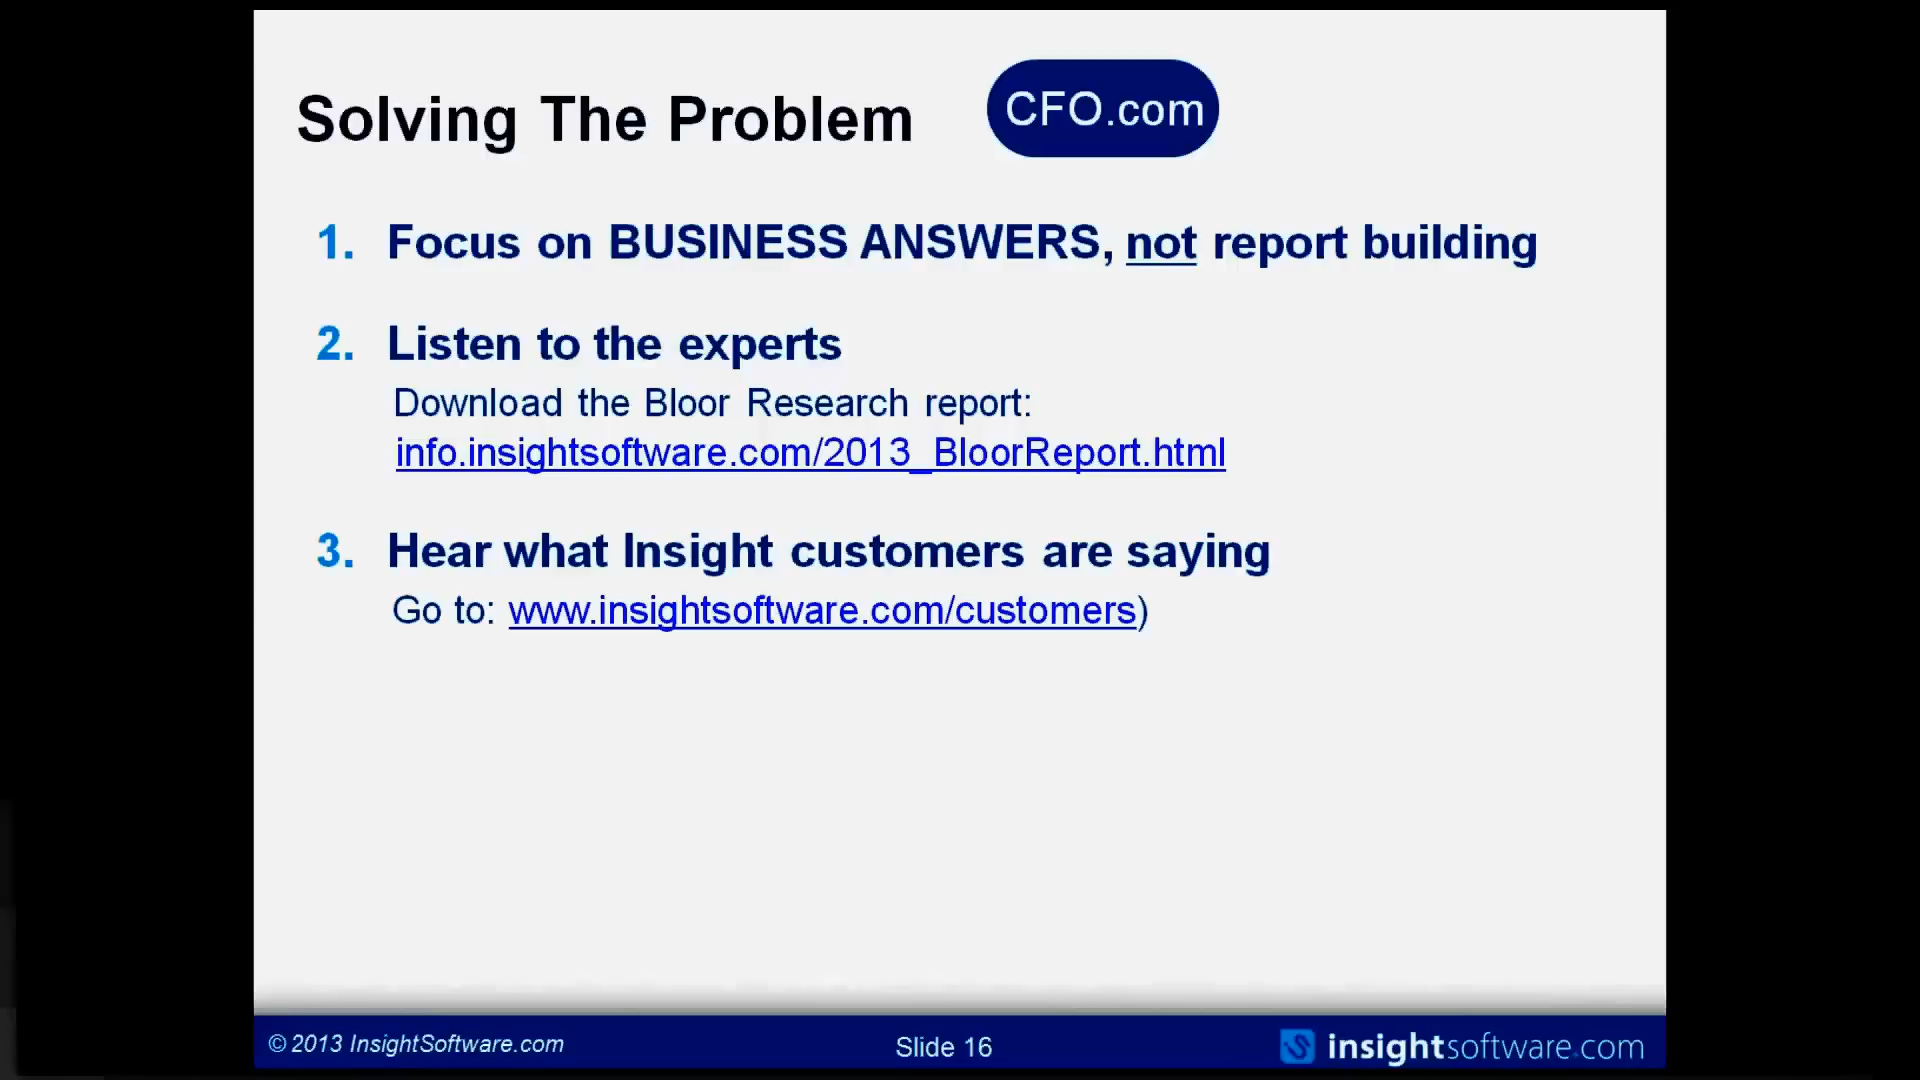 Solving The Problem
CFO.com
1. Focus on BUSINESS ANSWERS, not report building
2. Listen to the experts
Download the Bloor Research report:
info.insightsoftware.com/2013_BloorReport.html
3. Hear what Insight customers are saying
Go to: www.insightsoftware.com/customers)
© 2013 InsightSoftware.com
Slide 16
insightsoftware.com